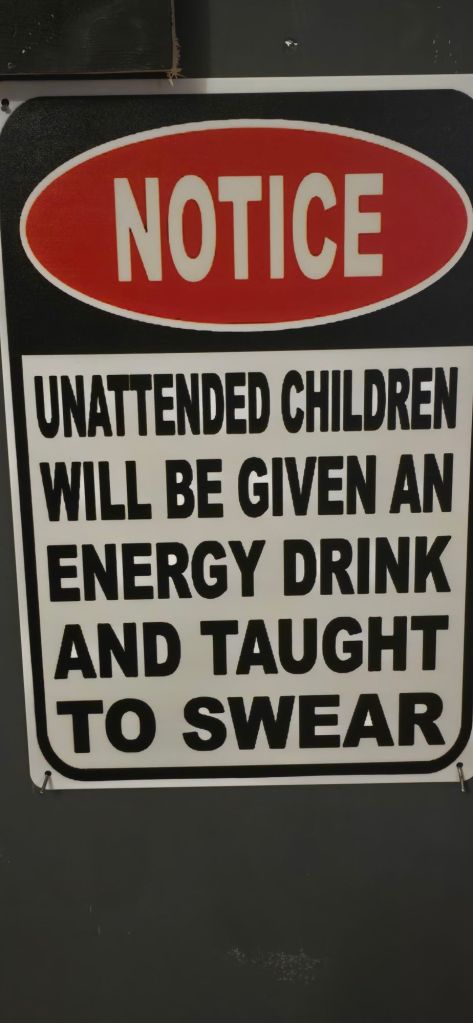 NOTICE
UNATTENDED CHILDREN
WILL BE GIVEN AN
ENERGY DRINK
AND TAUGHT
TO SWEAR